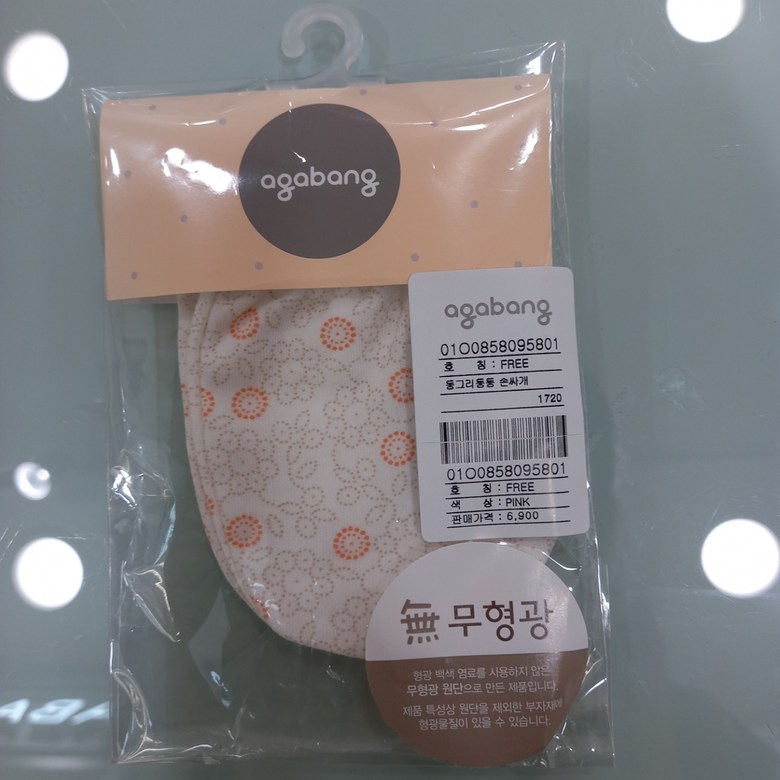 agabang
agabang
01O0858095801
호 칭 : FREE
동그리통통 손싸개
1720
01O0858095801
호 칭 : FREE
색 상 : PINK
판매가격 : 6,900
無 무형광
형광 백색 염료를 사용하지 않은
무형광 원단으로 만든 제품입니다.
제품 특성상 원단을 제외한 부자재에
형광물질이 있을 수 있습니다.
ABA